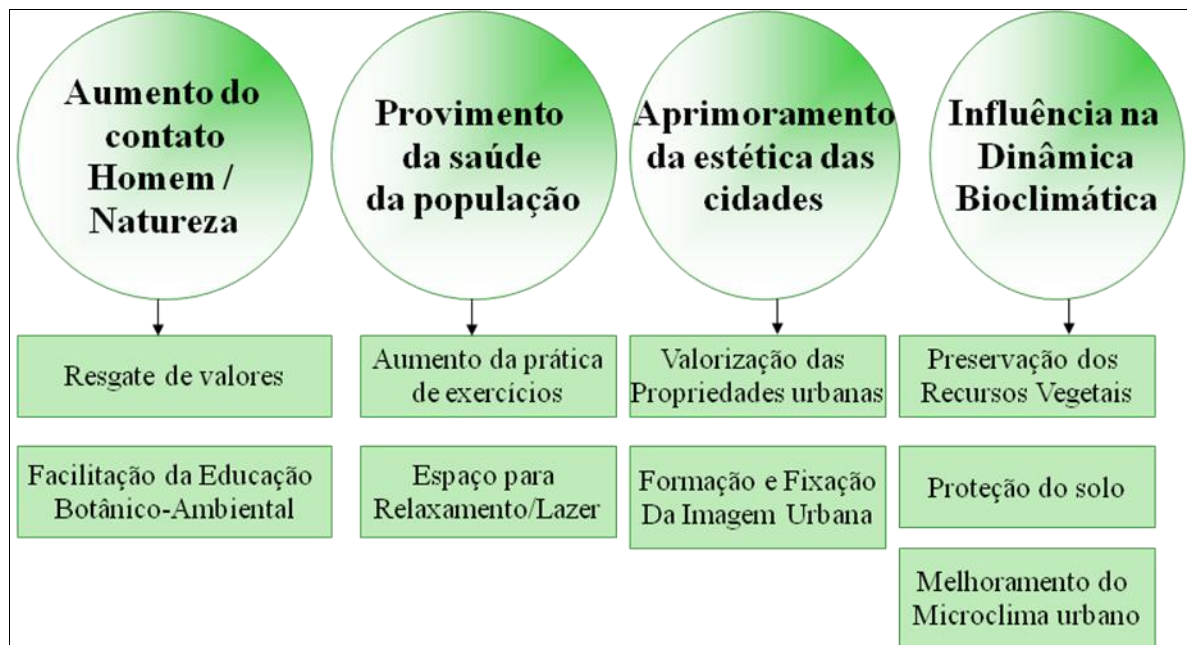 Aumento do
contato
Homem /
Natureza
Provimento
da saúde
da população
Aprimoramento
da estética das
cidades
Influência na
Dinâmica
Bioclimática
Resgate de valores
Facilitação da Educação
Botânico-Ambiental
Aumento da prática
de exercícios
Espaço para
Relaxamento/Lazer
Valorização das
Propriedades urbanas
Formação e Fixação
Da Imagem Urbana
Preservação dos
Recursos Vegetais
Proteção do solo
Melhoramento do
Microclima urbano